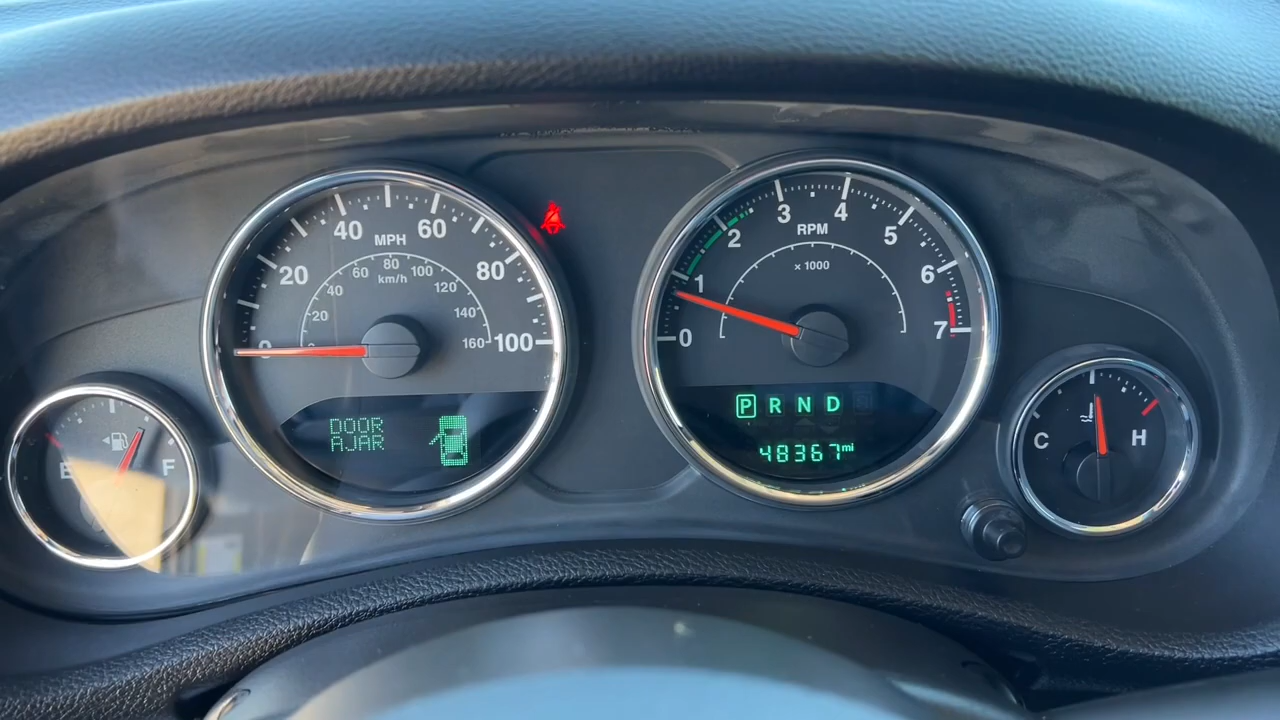 20 40 60 80 100
MPH
km/h
0 20 40 60 80 100 120 140 160
DOOR
AJAR
0 1 2 3 4 5 6 7
RPM
x 1000
P R N D
48367mi
E F
C H